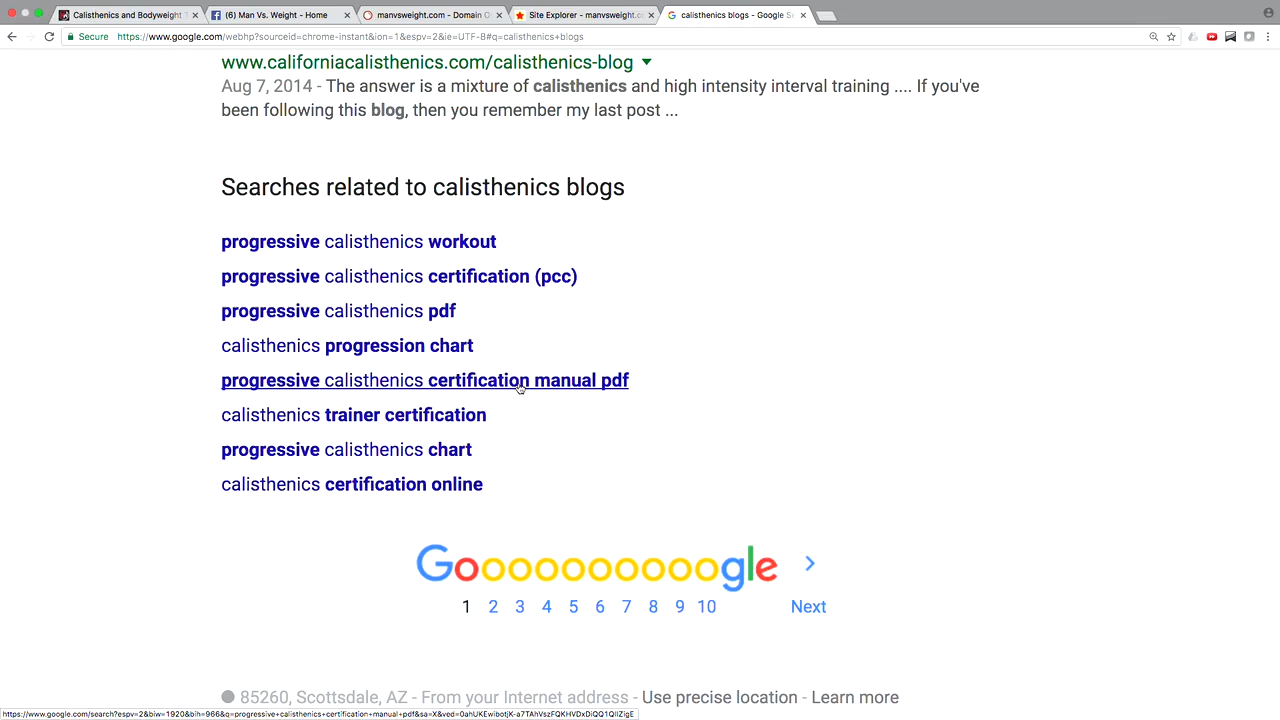 Calisthenics and Bodyweight T
(6) Man Vs. Weight - Home
manvsweight.com - Domain O
Site Explorer - manvsweight.co
calisthenics blogs - Google Se
Secure https://www.google.com/webhp?sourceid=chrome-instant&ion=1&espv=2&ie=UTF-8#q=calisthenics+blogs
www.californiacalisthenics.com/calisthenics-blog
Aug 7, 2014 - The answer is a mixture of calisthenics and high intensity interval training .... If you've
been following this blog, then you remember my last post ...
Searches related to calisthenics blogs
progressive calisthenics workout
progressive calisthenics certification (pcc)
progressive calisthenics pdf
calisthenics progression chart
progressive calisthenics certification manual pdf
calisthenics trainer certification
progressive calisthenics chart
calisthenics certification online
Goooooooooogle
1 2 3 4 5 6 7 8 9 10 Next
85260, Scottsdale, AZ - From your Internet address - Use precise location - Learn more